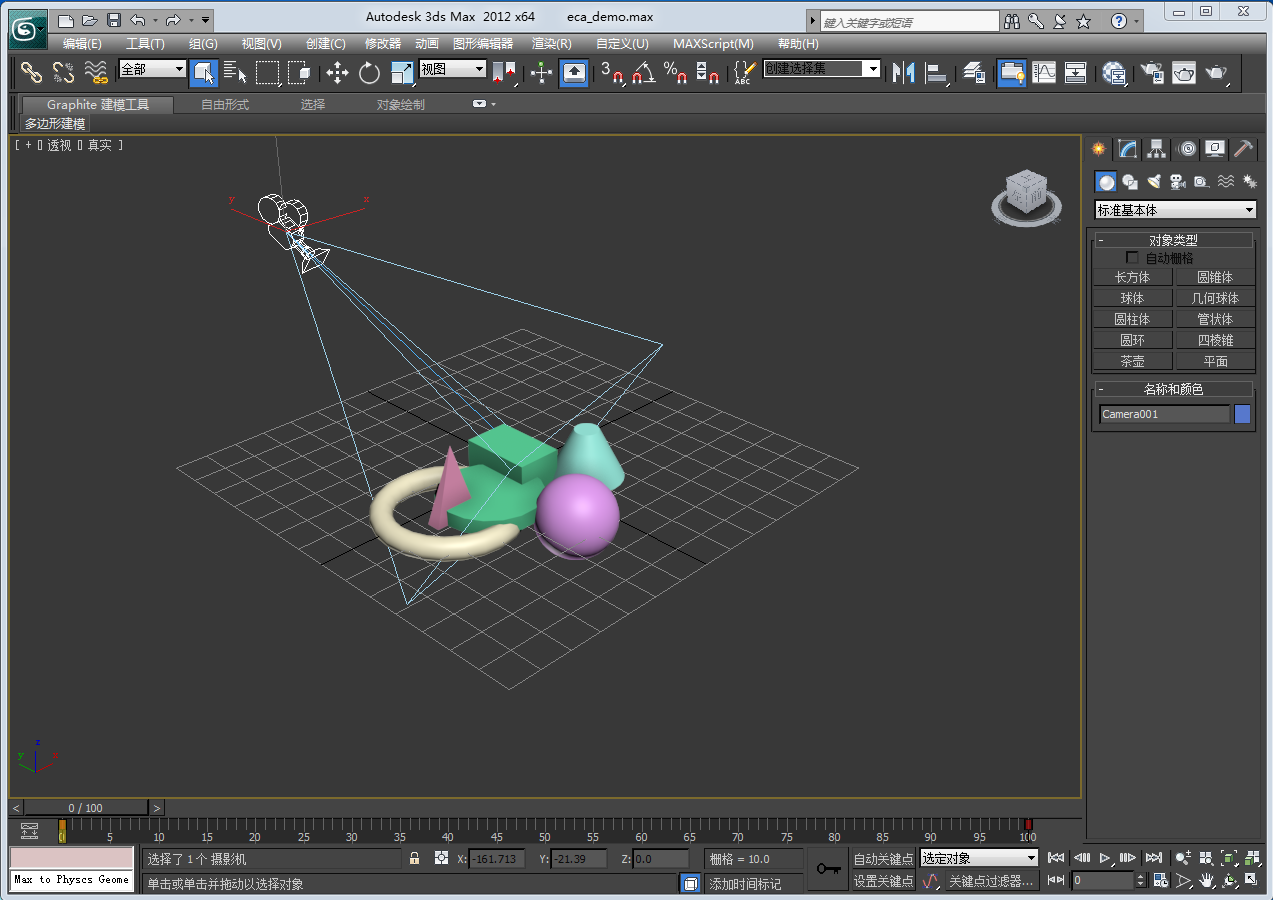 Autodesk 3ds Max 2012 x64 eca_demo.max
键入关键字或短语
编辑(E) 工具(T) 组(G) 视图(V) 创建(C) 修改器 动画 图形编辑器 渲染(R) 自定义(U) MAXScript(M) 帮助(H)
全部 视图 3 % ABC 创建选择集
Graphite 建模工具 自由形式 选择 对象绘制
多边形建模
[ + [] 透视 [] 真实 ]
y x
前
标准基本体
- 对象类型
自动栅格
长方体 圆锥体
球体 几何球体
圆柱体 管状体
圆环 四棱锥
茶壶 平面
- 名称和颜色
Camera001
z
y x
< 0 / 100 >
0 5 10 15 20 25 30 35 40 45 50 55 60 65 70 75 80 85 90 95 100
选择了 1 个 摄影机 X: -161.713 Y: -21.39 Z: 0.0 栅格 = 10.0 自动关键点 选定对象
Max to Physcs Geome 单击或单击并拖动以选择对象 添加时间标记 设置关键点 关键点过滤器... 0